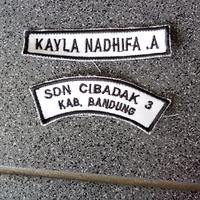 KAYLA NADHIFA .A
SDN CIBADAK 3
KAB. BANDUNG